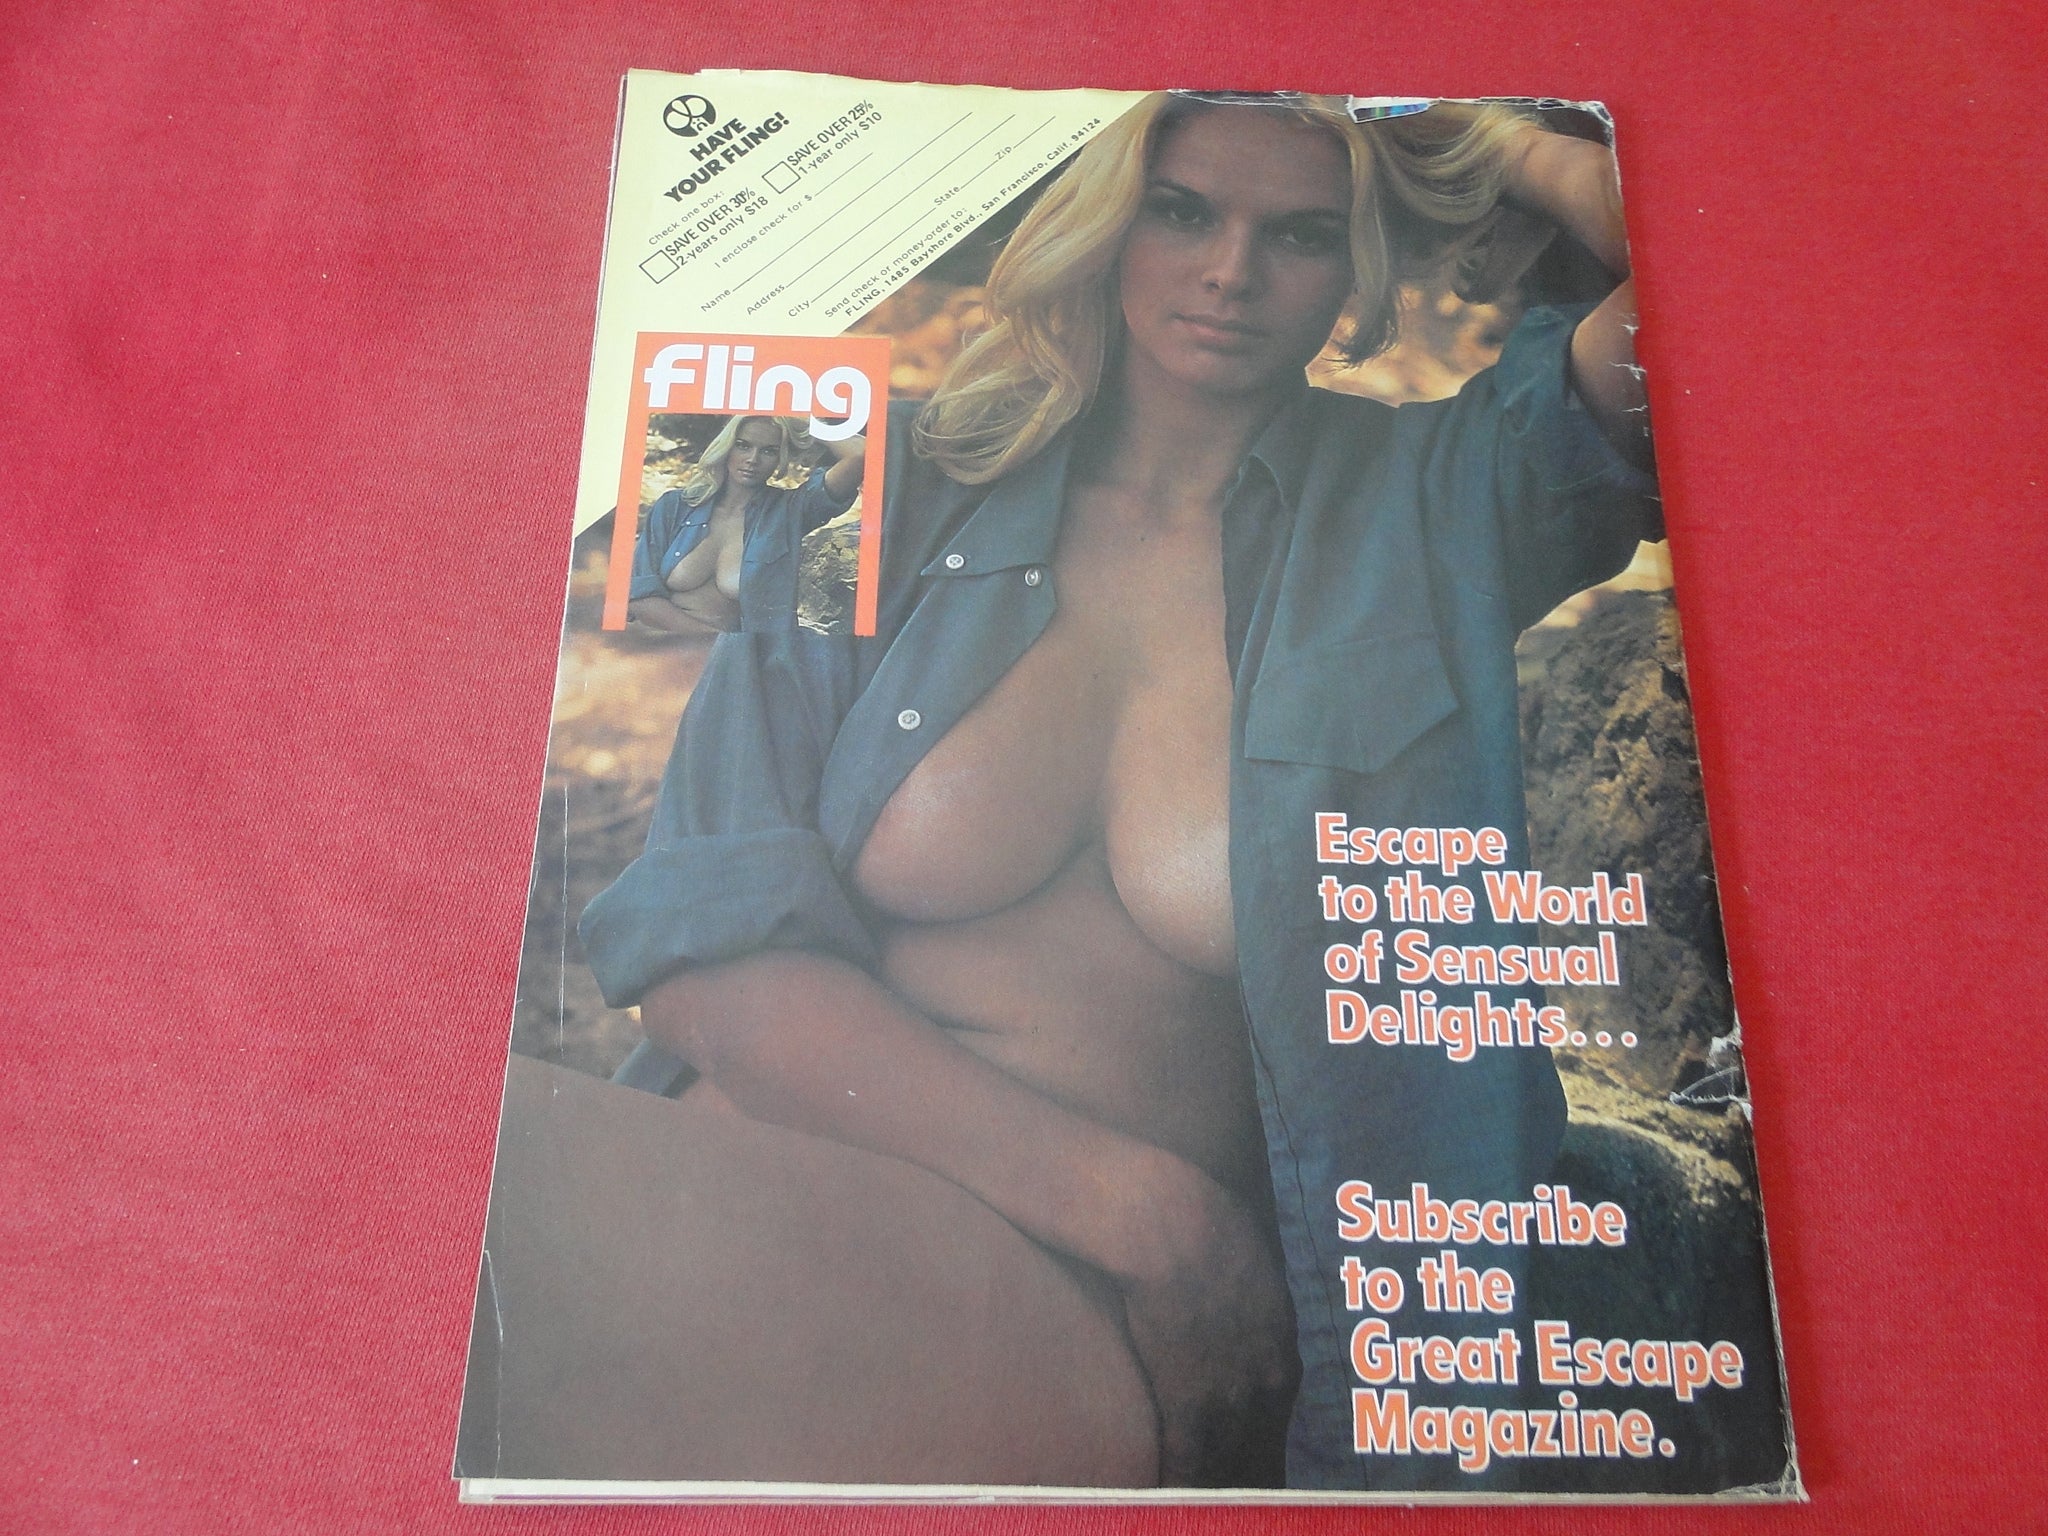 HAVE
YOUR FLING!
Check one box:
SAVE OVER 30%
2-years only $18
SAVE OVER 25%
1-year only $10
I enclose check for $
Name
Address
City
State
Zip
Send check or money-order to:
FLING, 1485 Bayshore Blvd., San Francisco, Calif. 94124
fling
Escape
to the World
of Sensual
Delights...
Subscribe
to the
Great Escape
Magazine.